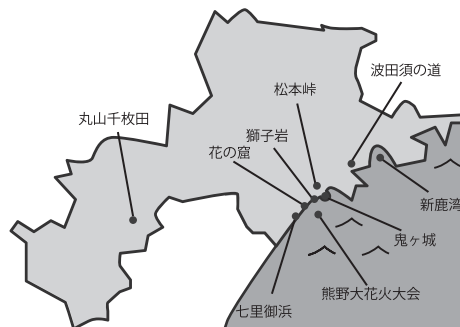 波田須の道
松本峠
丸山千枚田
獅子岩
花の窟
新鹿湾
鬼ヶ城
熊野大花火大会
七里御浜